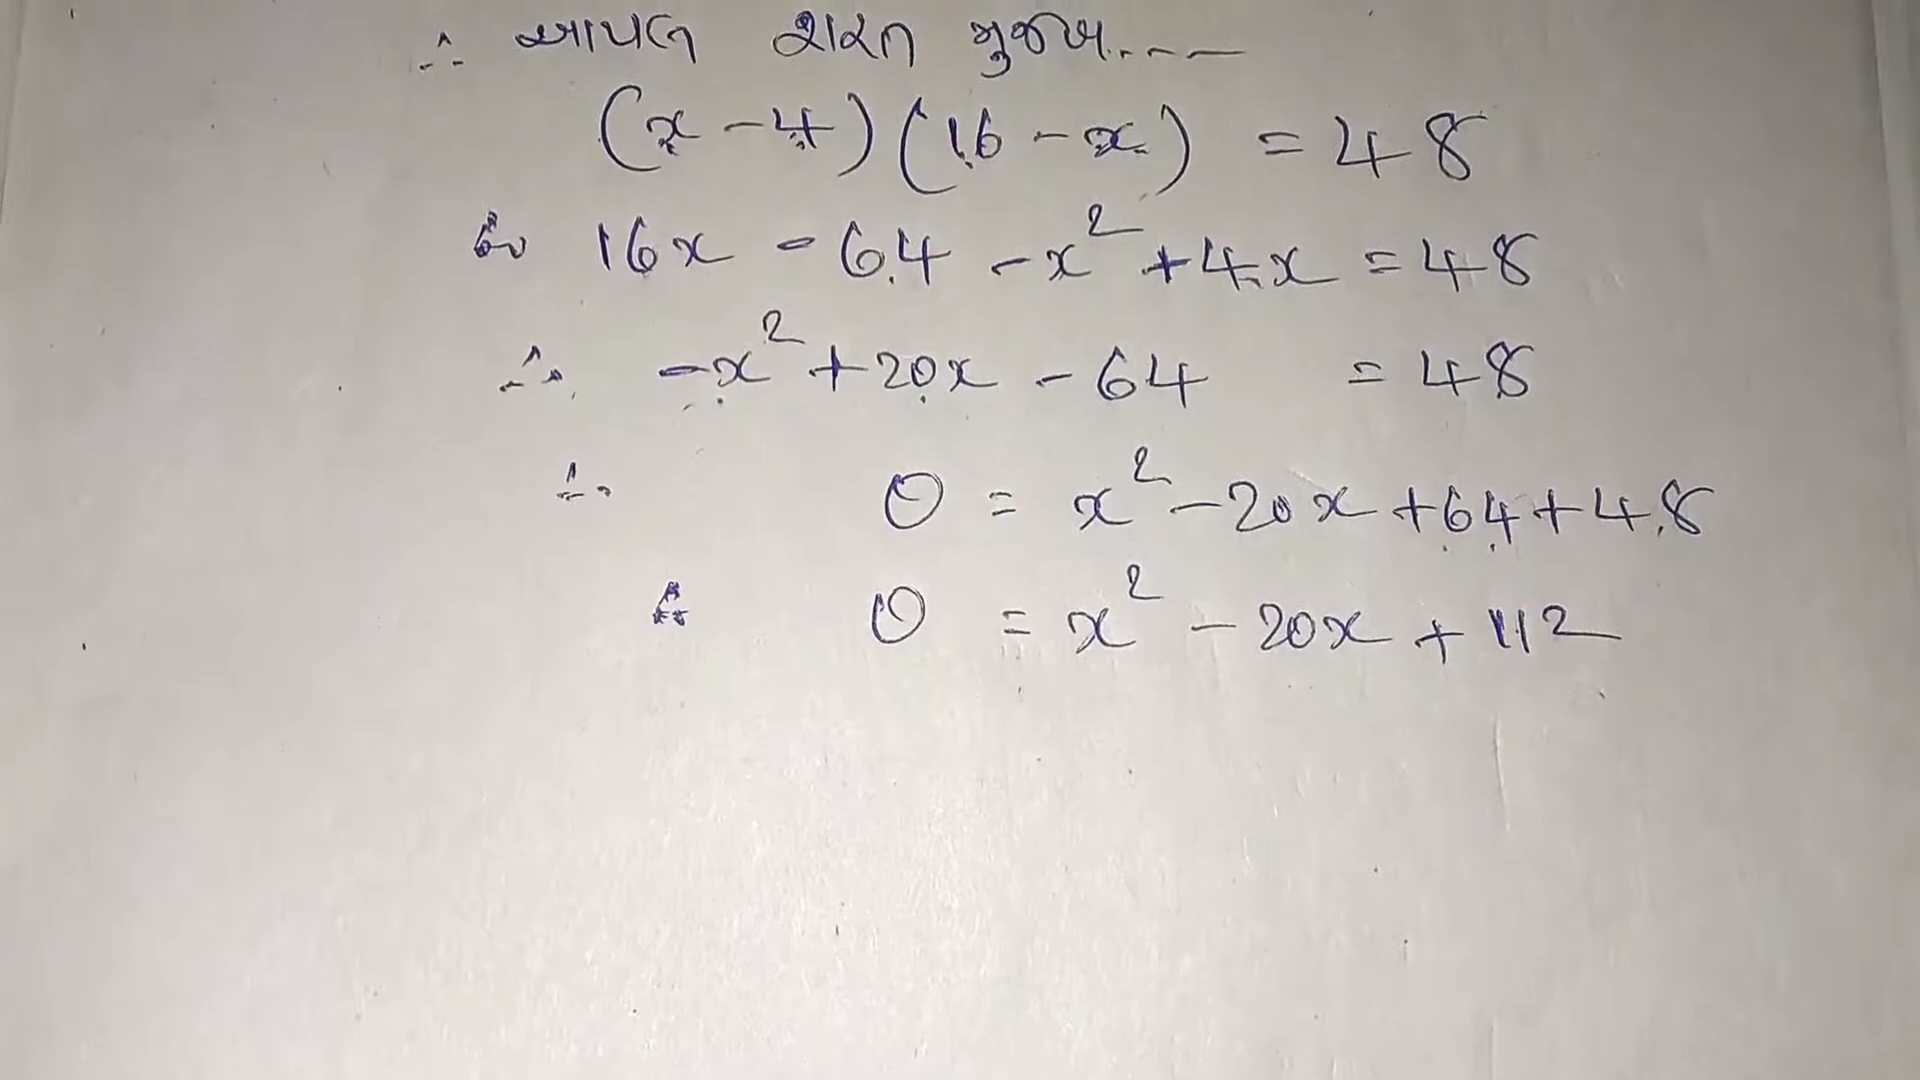 ∴ આપેલ શરત મુજબ....—
(x - 4) (16 - x) = 48
∴ 16x - 64 - x² + 4x = 48
∴ -x² + 20x - 64 = 48
∴ 0 = x² - 20x + 64 + 48
∴ 0 = x² - 20x + 112